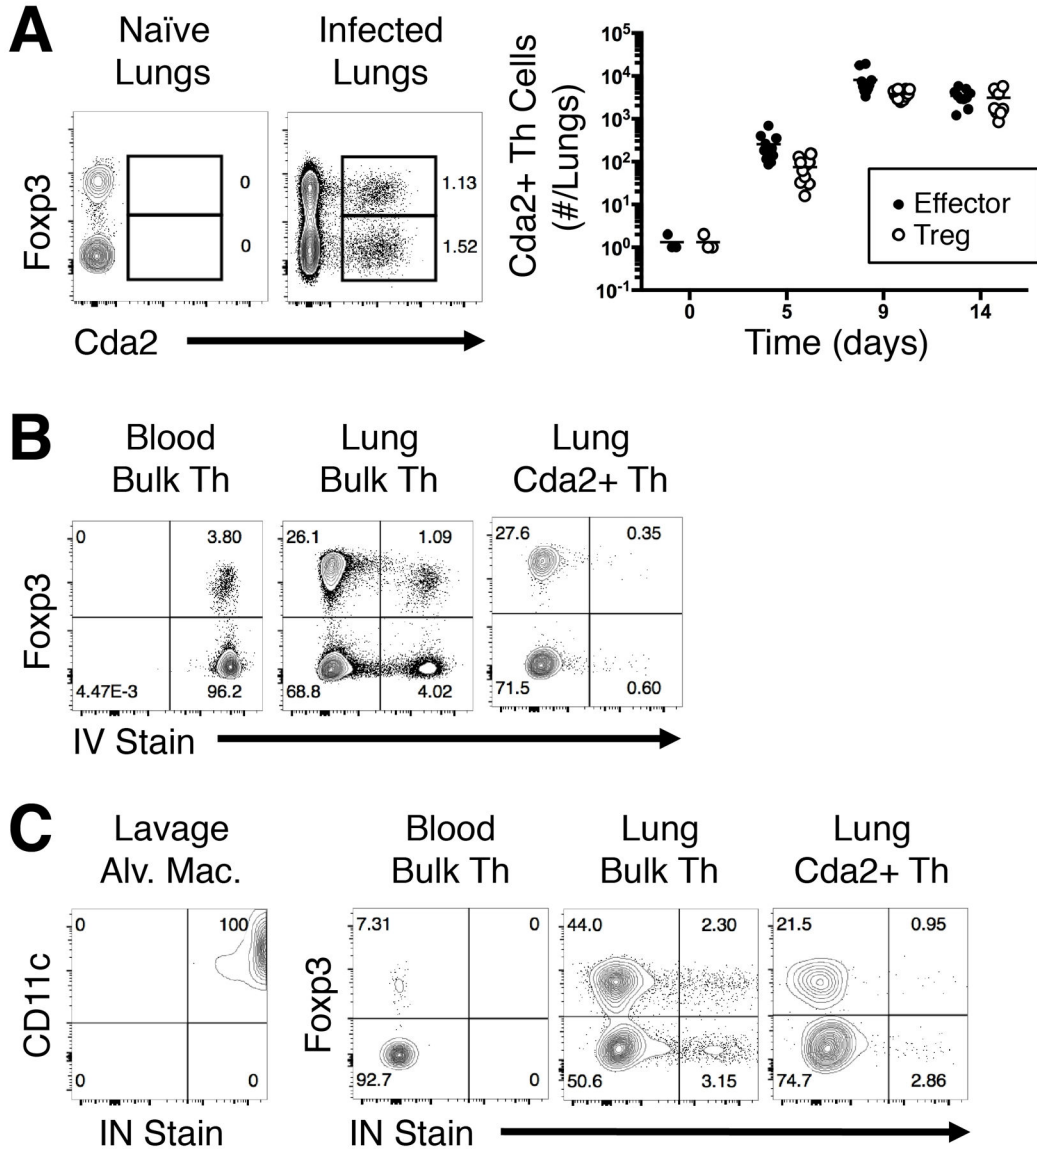 A
Naïve
Lungs
Infected
Lungs
Foxp3
0
0
1.13
1.52
Cda2
Cda2+ Th Cells
(#/Lungs)
10^5
10^4
10^3
10^2
10^1
10^0
10^-1
Effector
Treg
0 5 9 14
Time (days)
B
Blood
Bulk Th
Lung
Bulk Th
Lung
Cda2+ Th
Foxp3
0 3.80
4.47E-3 96.2
26.1 1.09
68.8 4.02
27.6 0.35
71.5 0.60
IV Stain
C
Lavage
Alv. Mac.
Blood
Bulk Th
Lung
Bulk Th
Lung
Cda2+ Th
CD11c
0 100
0 0
IN Stain
Foxp3
7.31 0
92.7 0
44.0 2.30
50.6 3.15
21.5 0.95
74.7 2.86
IN Stain